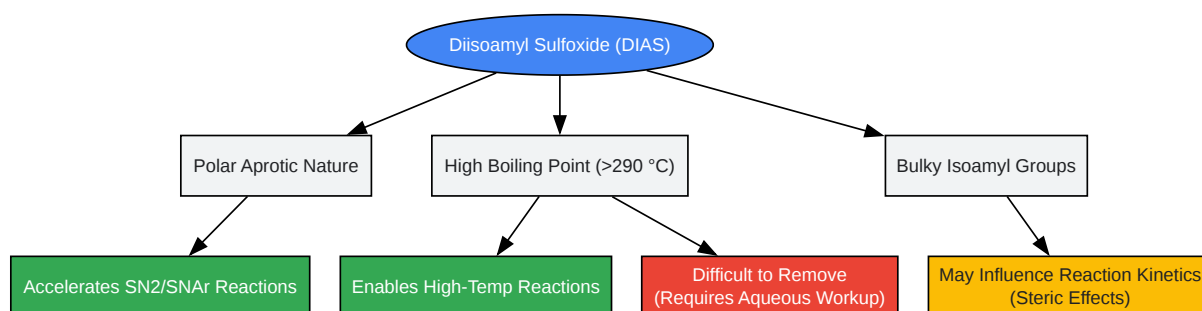 Diisoamyl Sulfoxide (DIAS)
Polar Aprotic Nature
High Boiling Point (>290 °C)
Bulky Isoamyl Groups
Accelerates SN2/SNAr Reactions
Enables High-Temp Reactions
Difficult to Remove
(Requires Aqueous Workup)
May Influence Reaction Kinetics
(Steric Effects)